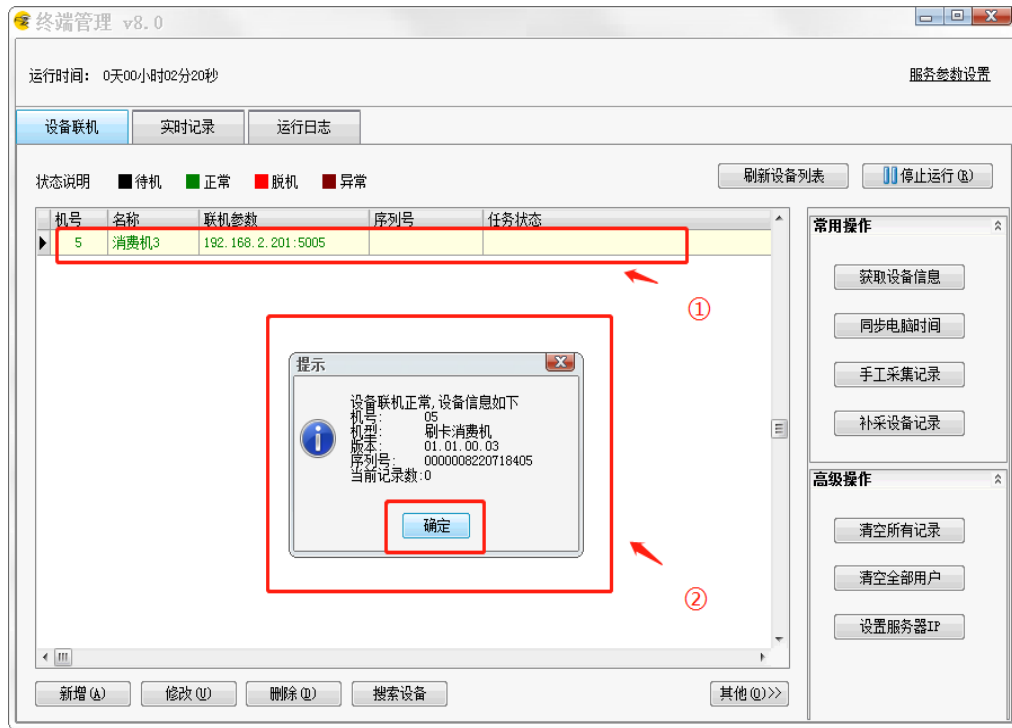 终端管理 v8.0
运行时间: 0天00小时02分20秒
服务参数设置
设备联机 实时记录 运行日志
状态说明 待机 正常 脱机 异常
刷新设备列表 停止运行(R)
机号 名称 联机参数 序列号 任务状态
5 消费机3 192.168.2.201:5005
①
提示
设备联机正常,设备信息如下
机号: 05
机型: 刷卡消费机
版本: 01.01.00.03
序列号: 0000008220718405
当前记录数:0
确定
②
常用操作
获取设备信息
同步电脑时间
手工采集记录
补采设备记录
高级操作
清空所有记录
清空全部用户
设置服务器IP
新增(A) 修改(U) 删除(D) 搜索设备 其他(O)>>